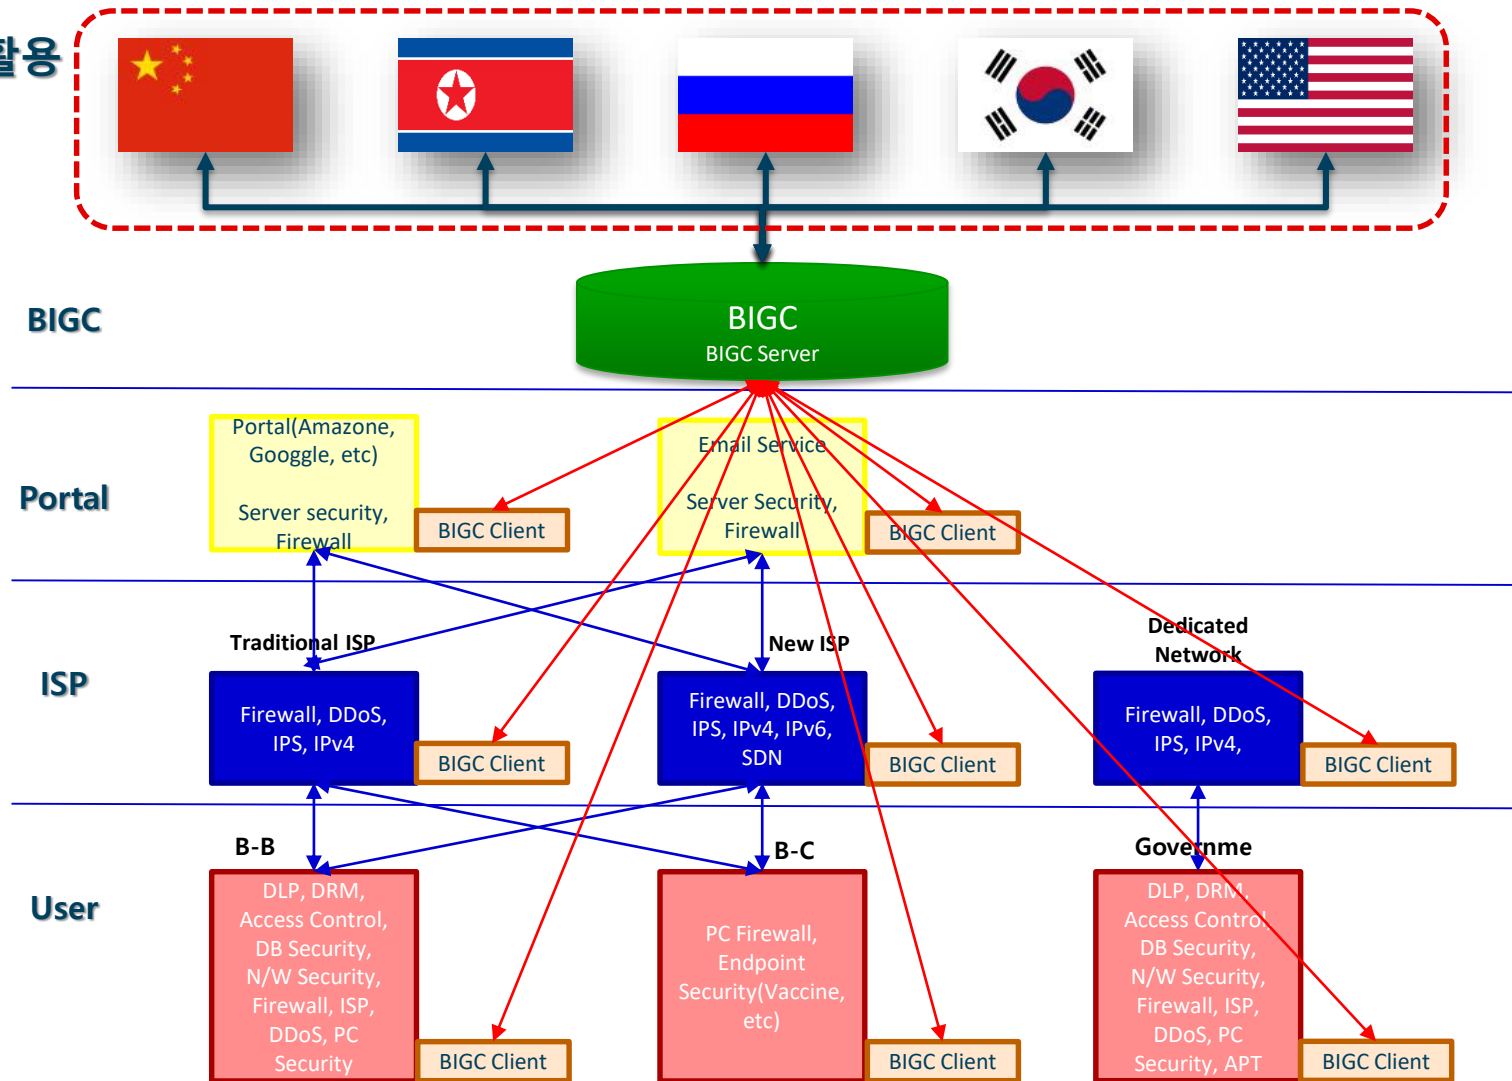 활용
BIGC
BIGC
BIGC Server
Portal
Portal(Amazone,
Googgle, etc)
Server security,
Firewall
BIGC Client
Email Service
Server Security,
Firewall
BIGC Client
ISP
Traditional ISP
Firewall, DDoS,
IPS, IPv4
BIGC Client
New ISP
Firewall, DDoS,
IPS, IPv4, IPv6,
SDN
BIGC Client
Dedicated
Network
Firewall, DDoS,
IPS, IPv4,
BIGC Client
User
B-B
DLP, DRM,
Access Control,
DB Security,
N/W Security,
Firewall, ISP,
DDoS, PC
Security
BIGC Client
B-C
PC Firewall,
Endpoint
Security(Vaccine,
etc)
BIGC Client
Governme
DLP, DRM,
Access Control,
DB Security,
N/W Security,
Firewall, ISP,
DDoS, PC
Security, APT
BIGC Client